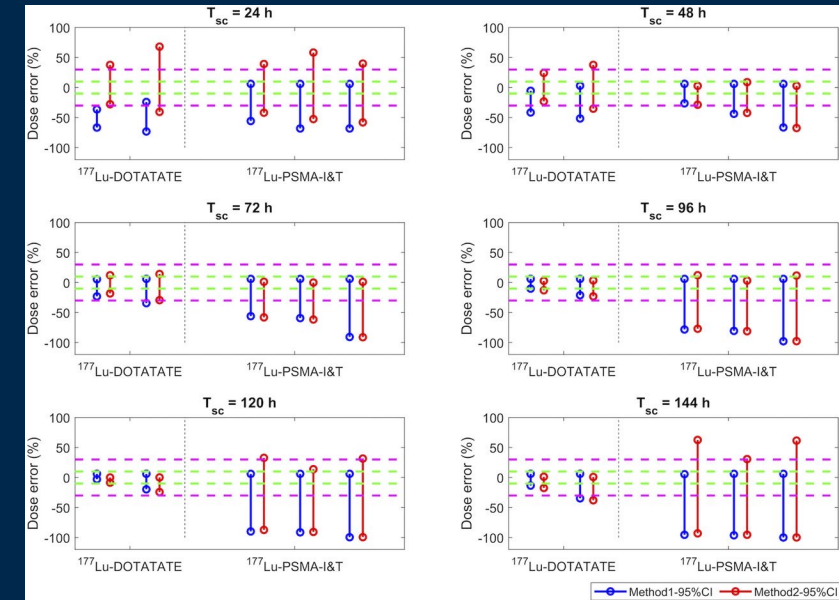 T_sc = 24 h
Dose error (%)
100
50
0
-50
-100
¹⁷⁷Lu-DOTATATE
¹⁷⁷Lu-PSMA-I&T
T_sc = 48 h
Dose error (%)
100
50
0
-50
-100
¹⁷⁷Lu-DOTATATE
¹⁷⁷Lu-PSMA-I&T
T_sc = 72 h
Dose error (%)
100
50
0
-50
-100
¹⁷⁷Lu-DOTATATE
¹⁷⁷Lu-PSMA-I&T
T_sc = 96 h
Dose error (%)
100
50
0
-50
-100
¹⁷⁷Lu-DOTATATE
¹⁷⁷Lu-PSMA-I&T
T_sc = 120 h
Dose error (%)
100
50
0
-50
-100
¹⁷⁷Lu-DOTATATE
¹⁷⁷Lu-PSMA-I&T
T_sc = 144 h
Dose error (%)
100
50
0
-50
-100
¹⁷⁷Lu-DOTATATE
¹⁷⁷Lu-PSMA-I&T
Method1-95%CI
Method2-95%CI